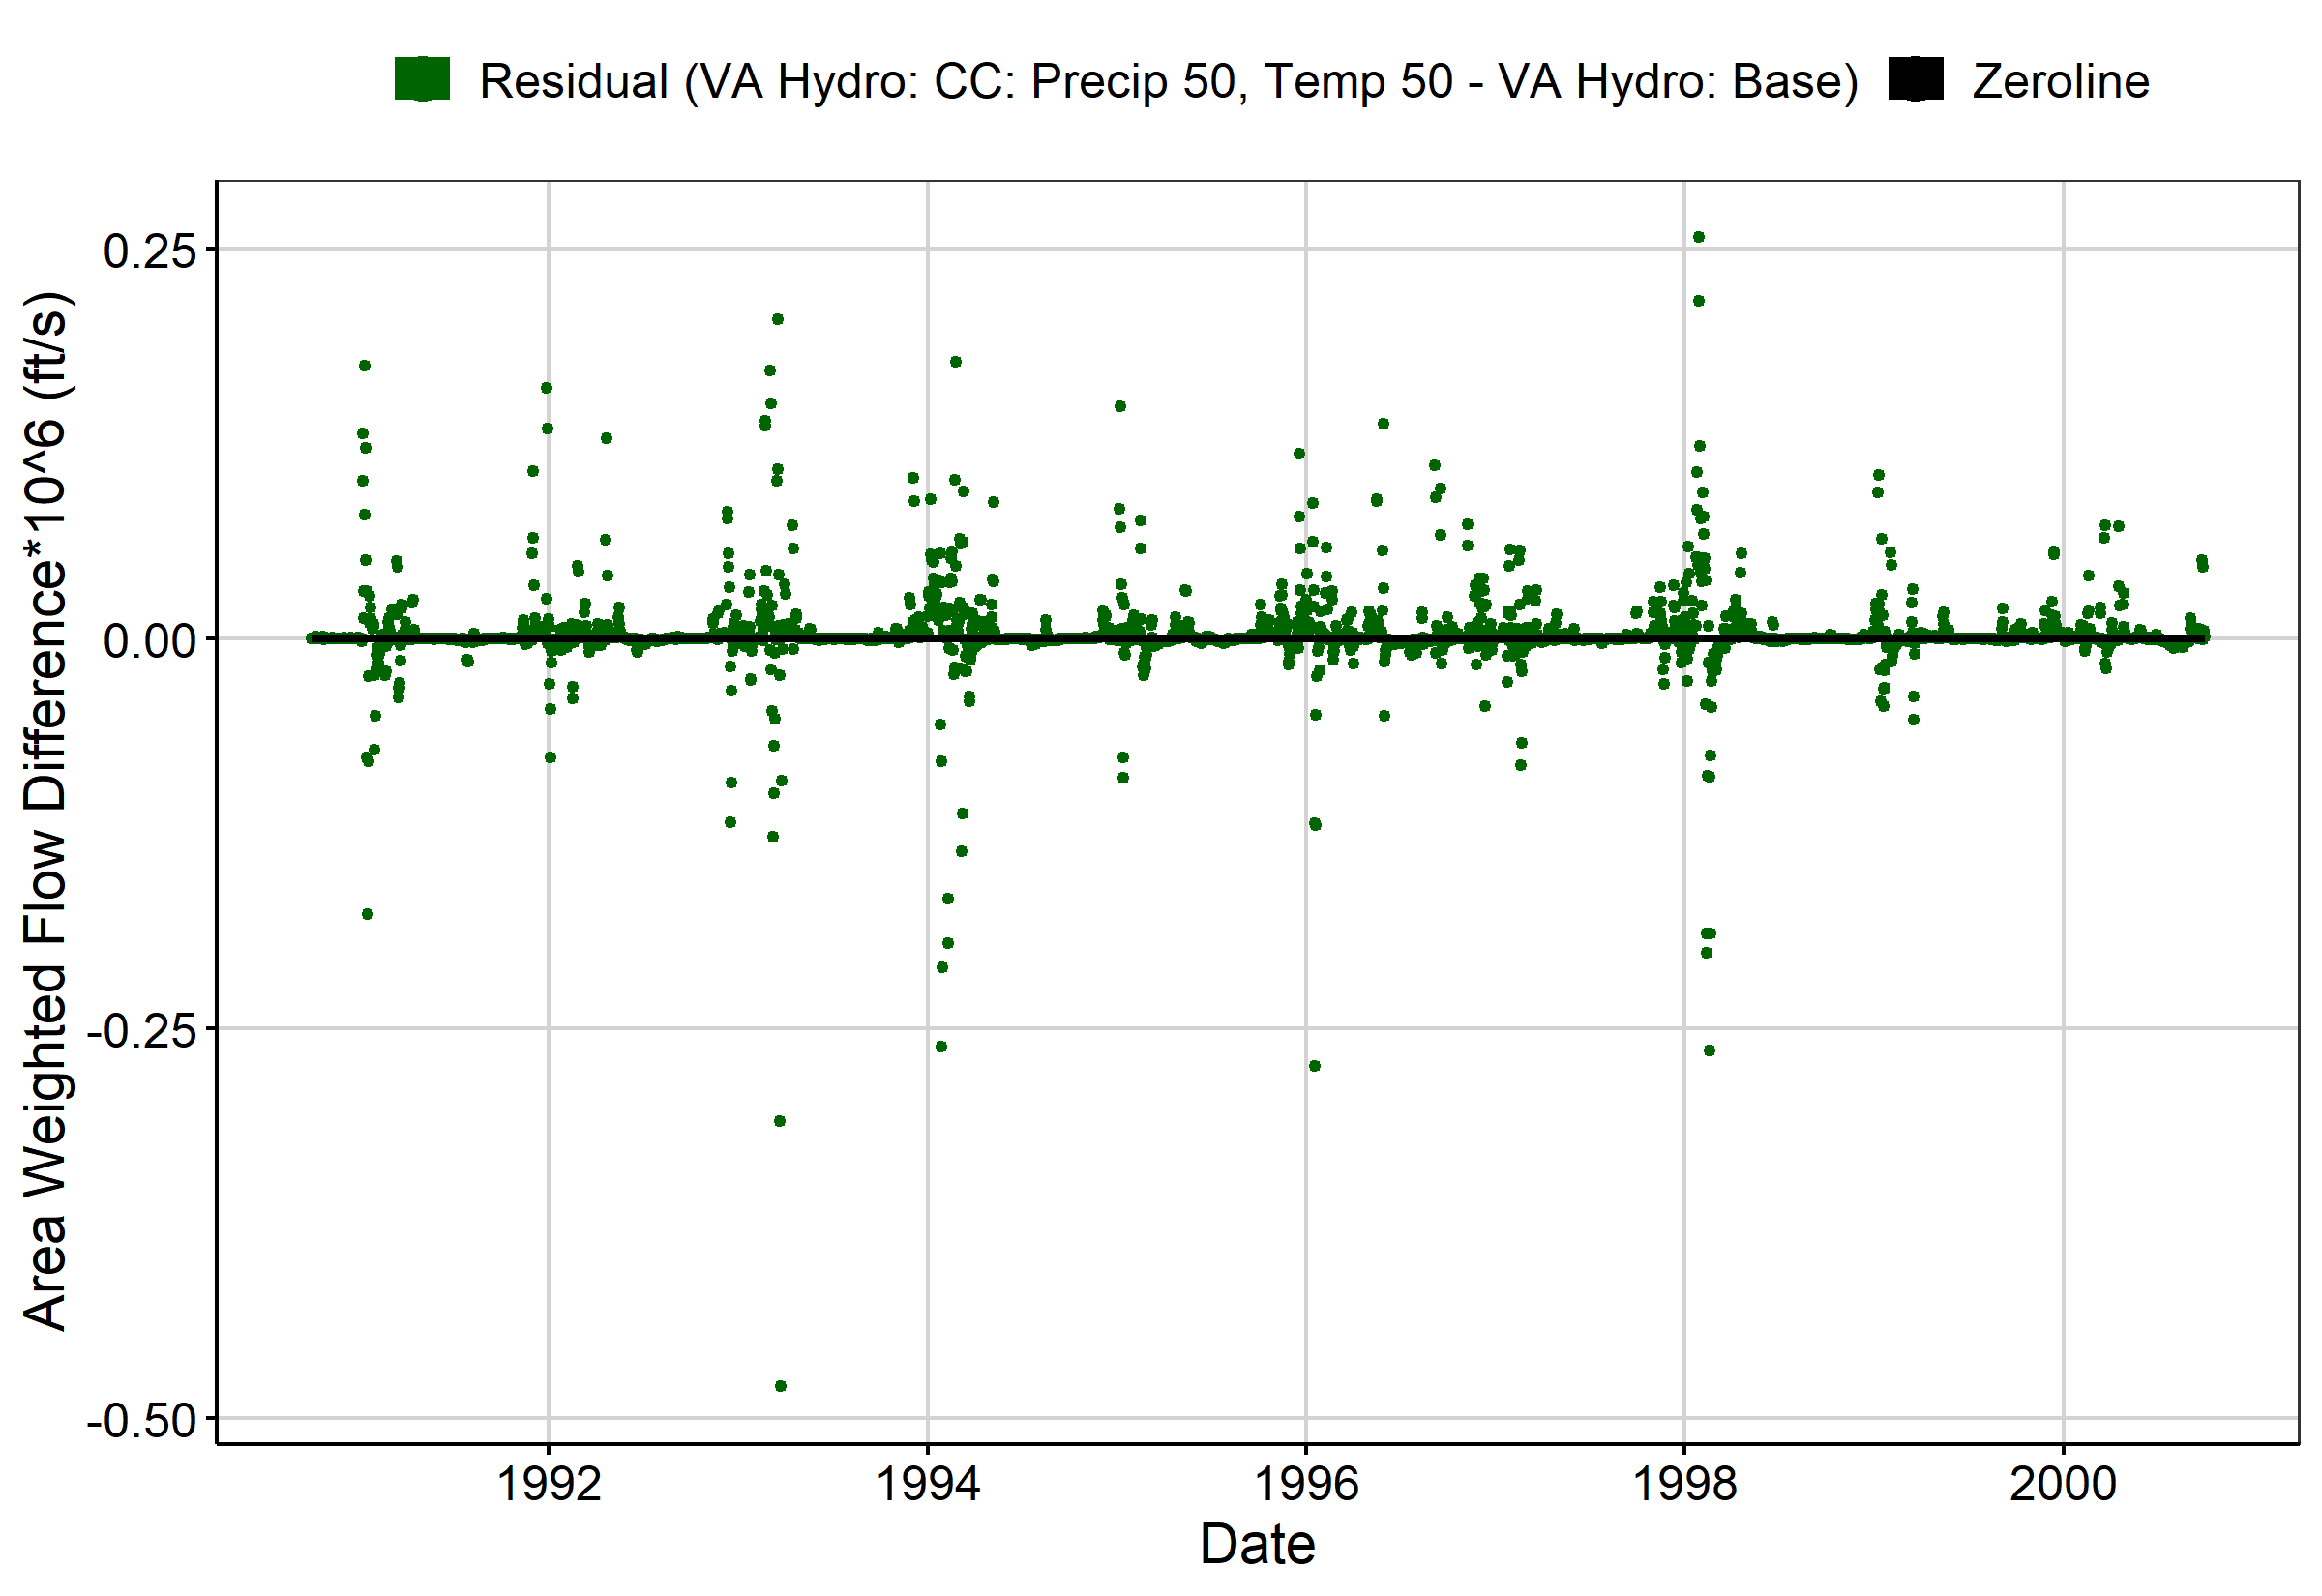 Residual (VA Hydro: CC: Precip 50, Temp 50 - VA Hydro: Base) Zeroline
Area Weighted Flow Difference*10^6 (ft/s)
0.25
0.00
-0.25
-0.50
1992 1994 1996 1998 2000
Date